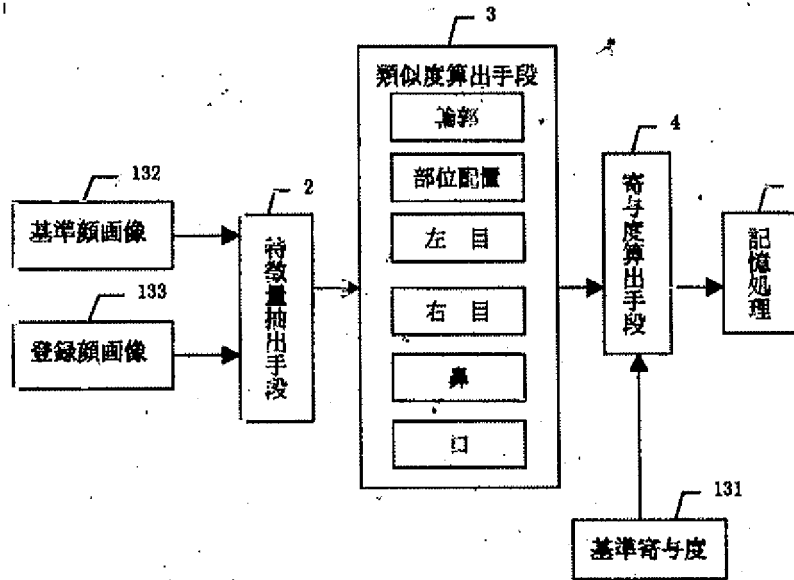 3
類似度算出手段
輪郭
4
132
部位配置
2
基準顔画像
左 目
特徴量抽出手段
寄与度算出手段
記憶処理
133
右 目
登録顔画像
鼻
口
131
基準寄与度